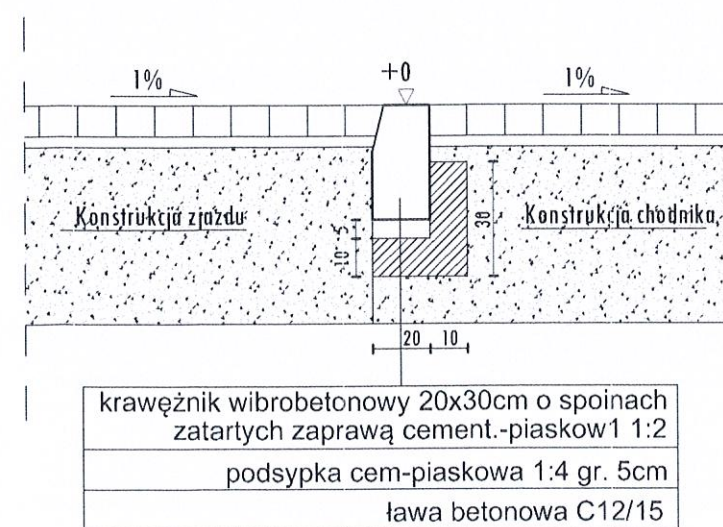 1% +0 1%
Konstrukcja zjazdu
Konstrukcja chodnika
5
10
30
20 10
krawężnik wibrobetonowy 20x30cm o spoinach
zatartych zaprawą cement.-piaskow1 1:2
podsypka cem-piaskowa 1:4 gr. 5cm
ława betonowa C12/15